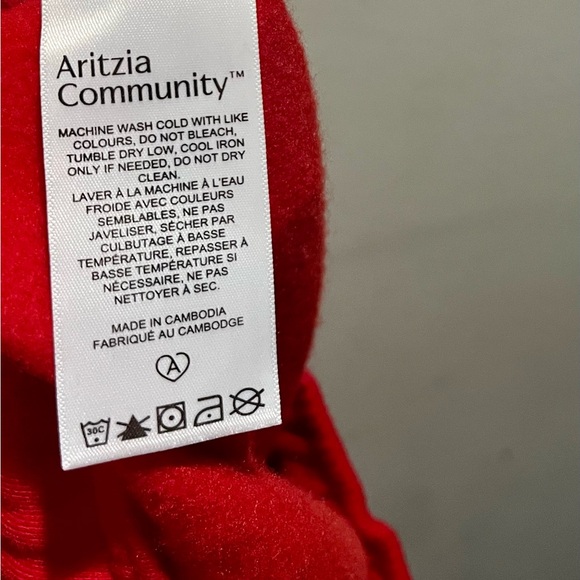 Aritzia
Community™
MACHINE WASH COLD WITH LIKE
COLOURS, DO NOT BLEACH,
TUMBLE DRY LOW, COOL IRON
ONLY IF NEEDED, DO NOT DRY
CLEAN.
LAVER À LA MACHINE À L'EAU
FROIDE AVEC COULEURS
SEMBLABLES, NE PAS
JAVELISER, SÉCHER PAR
CULBUTAGE À BASSE
TEMPÉRATURE, REPASSER À
BASSE TEMPÉRATURE SI
NÉCESSAIRE, NE PAS
NETTOYER À SEC.
MADE IN CAMBODIA
FABRIQUÉ AU CAMBODGE
A
30C